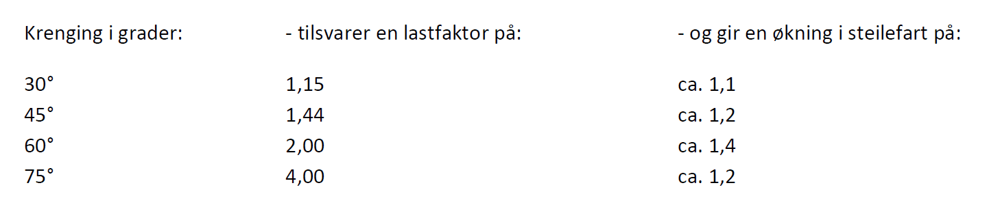 Krenging i grader: - tilsvarer en lastfaktor på: - og gir en økning i steilefart på:
30° 1,15 ca. 1,1
45° 1,44 ca. 1,2
60° 2,00 ca. 1,4
75° 4,00 ca. 1,2